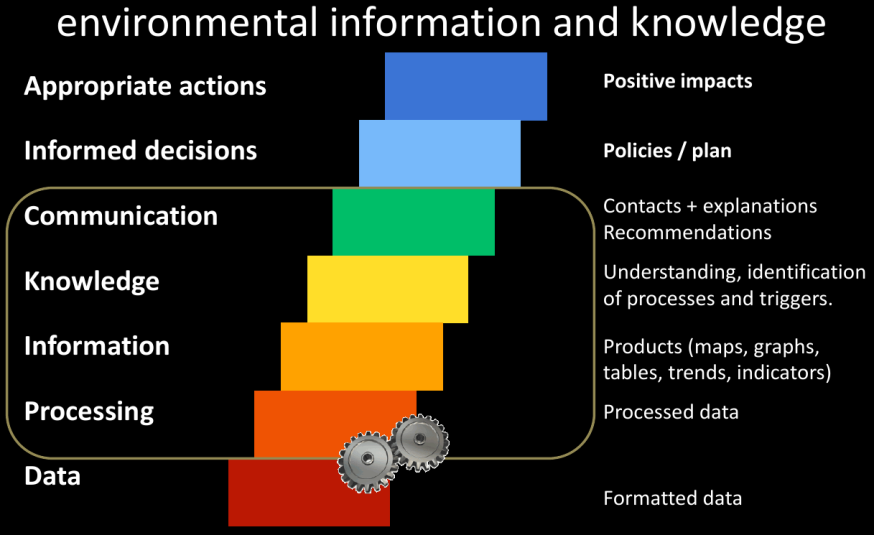 environmental information and knowledge
Appropriate actions
Positive impacts
Informed decisions
Policies / plan
Communication
Contacts + explanations
Recommendations
Knowledge
Understanding, identification
of processes and triggers.
Information
Products (maps, graphs,
tables, trends, indicators)
Processing
Processed data
Data
Formatted data